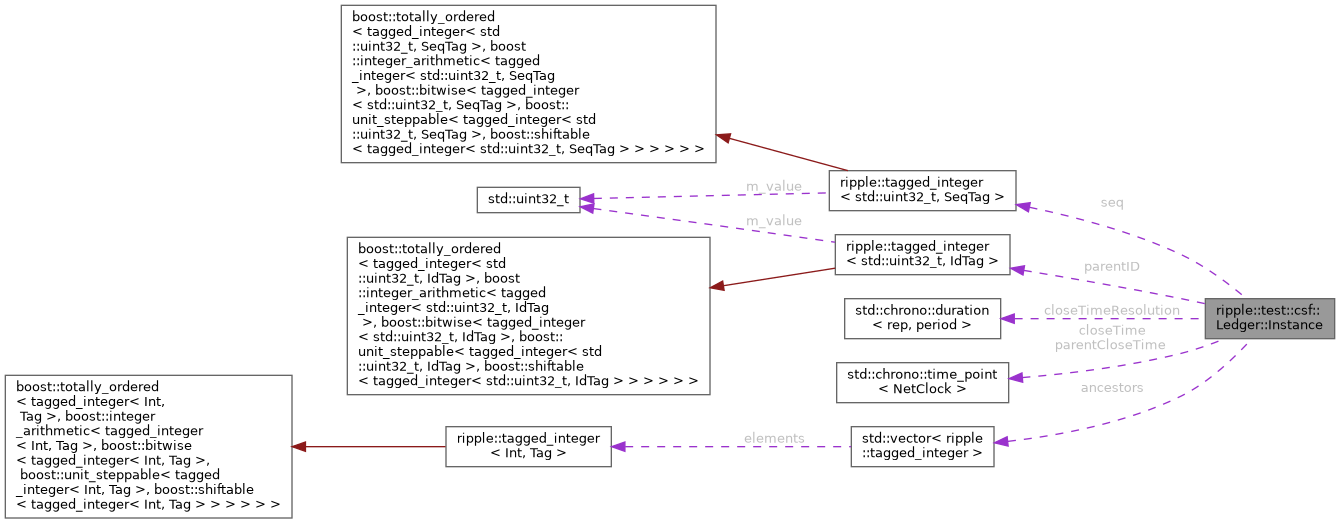 boost::totally_ordered
< tagged_integer< std
::uint32_t, SeqTag >, boost
::integer_arithmetic< tagged
_integer< std::uint32_t, SeqTag
 >, boost::bitwise< tagged_integer
< std::uint32_t, SeqTag >, boost::
unit_steppable< tagged_integer< std
::uint32_t, SeqTag >, boost::shiftable
< tagged_integer< std::uint32_t, SeqTag > > > > > >
ripple::tagged_integer
< std::uint32_t, SeqTag >
m_value
std::uint32_t
seq
m_value
boost::totally_ordered
< tagged_integer< std
::uint32_t, IdTag >, boost
::integer_arithmetic< tagged
_integer< std::uint32_t, IdTag
 >, boost::bitwise< tagged_integer
< std::uint32_t, IdTag >, boost::
unit_steppable< tagged_integer< std
::uint32_t, IdTag >, boost::shiftable
< tagged_integer< std::uint32_t, IdTag > > > > > >
ripple::tagged_integer
< std::uint32_t, IdTag >
parentID
std::chrono::duration
< rep, period >
closeTimeResolution
ripple::test::csf::
Ledger::Instance
closeTime
parentCloseTime
std::chrono::time_point
< NetClock >
ancestors
boost::totally_ordered
< tagged_integer< Int,
 Tag >, boost::integer
_arithmetic< tagged_integer
< Int, Tag >, boost::bitwise
< tagged_integer< Int, Tag >,
 boost::unit_steppable< tagged
_integer< Int, Tag >, boost::shiftable
< tagged_integer< Int, Tag > > > > > >
ripple::tagged_integer
< Int, Tag >
elements
std::vector< ripple
::tagged_integer >